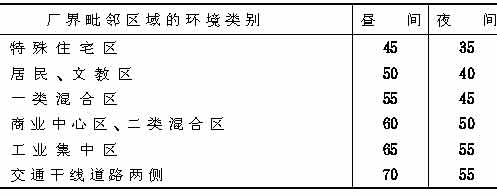 厂界毗邻区域的环境类别 昼 间 夜 间
特殊住宅区 45 35
居民、文教区 50 40
一类混合区 55 45
商业中心区、二类混合区 60 50
工业集中区 65 55
交通干线道路两侧 70 55